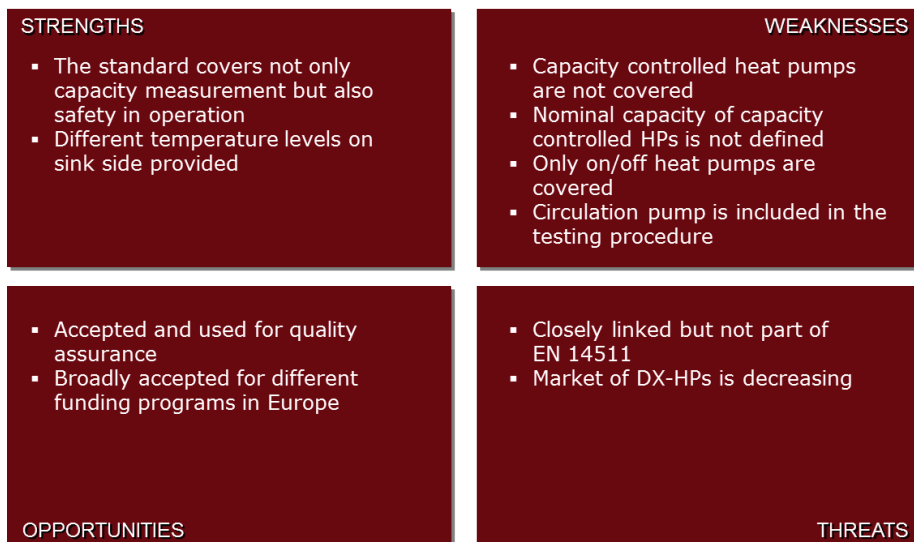 STRENGTHS
▪ The standard covers not only
capacity measurement but also
safety in operation
▪ Different temperature levels on
sink side provided
WEAKNESSES
▪ Capacity controlled heat pumps
are not covered
▪ Nominal capacity of capacity
controlled HPs is not defined
▪ Only on/off heat pumps are
covered
▪ Circulation pump is included in the
testing procedure
▪ Accepted and used for quality
assurance
▪ Broadly accepted for different
funding programs in Europe
OPPORTUNITIES
▪ Closely linked but not part of
EN 14511
▪ Market of DX-HPs is decreasing
THREATS